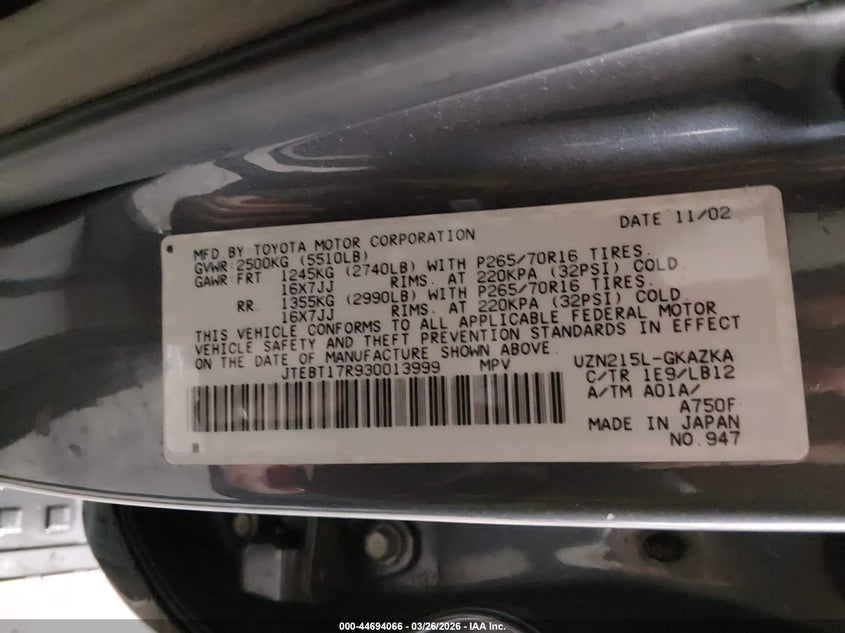 DATE 11/02
MFD BY: TOYOTA MOTOR CORPORATION
GVWR: 2500KG (5510LB)
GAWR: FRT 1245KG (2740LB) WITH P265/70R16 TIRES.
16X7JJ RIMS. AT 220KPA (32PSI) COLD
RR 1355KG (2990LB) WITH P265/70R16 TIRES.
16X7JJ RIMS. AT 220KPA (32PSI) COLD.
THIS VEHICLE CONFORMS TO ALL APPLICABLE FEDERAL MOTOR
VEHICLE SAFETY AND THEFT PREVENTION STANDARDS IN EFFECT
ON THE DATE OF MANUFACTURE SHOWN ABOVE.
JTEBT17R930013999 MPV
UZN215L-GKAZKA
C/TR 1E9/LB12
A/TM A01A/
A750F
MADE IN JAPAN
NO. 947
000-44694066 - 03/26/2026 - IAA Inc.